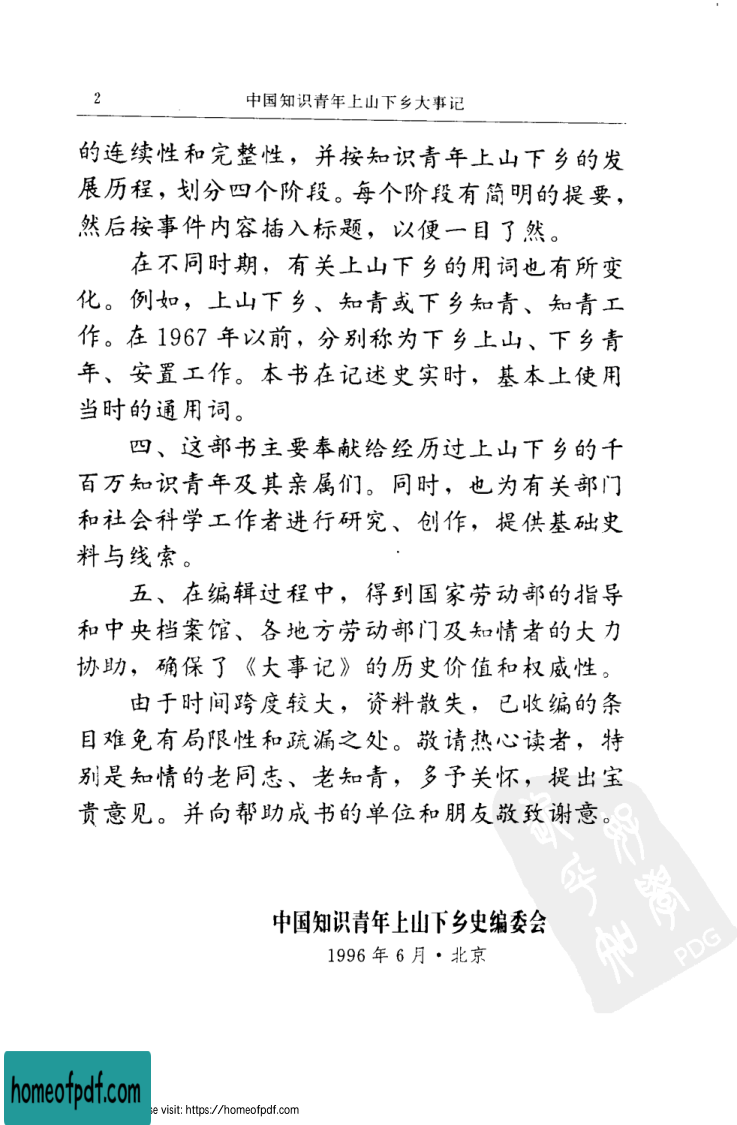 2 中国知识青年上山下乡大事记
的连续性和完整性，并按知识青年上山下乡的发
展历程，划分四个阶段。每个阶段有简明的提要，
然后按事件内容插入标题，以便一目了然。
在不同时期，有关上山下乡的用词也有所变
化。例如，上山下乡、知青或下乡知青、知青工
作。在 1967 年以前，分别称为下乡上山、下乡青
年、安置工作。本书在记述史实时，基本上使用
当时的通用词。
四、这部书主要奉献给经历过上山下乡的千
百万知识青年及其亲属们。同时，也为有关部门
和社会科学工作者进行研究、创作，提供基础史
料与线索。
五、在编辑过程中，得到国家劳动部的指导
和中央档案馆、各地方劳动部门及知情者的大力
协助，确保了《大事记》的历史价值和权威性。
由于时间跨度较大，资料散失，已收编的条
目难免有局限性和疏漏之处。敬请热心读者，特
别是知情的老同志、老知青，多予关怀，提出宝
贵意见。并向帮助成书的单位和朋友敬致谢意。
中国知识青年上山下乡史编委会
1996 年 6 月·北京
PDG
homeofpdf.com
se visit: https://homeofpdf.com